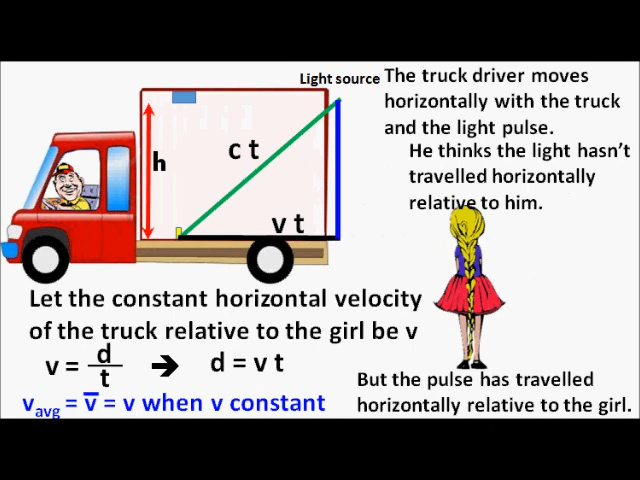 Light source
The truck driver moves
horizontally with the truck
and the light pulse.
He thinks the light hasn't
travelled horizontally
relative to him.
h
c t
v t
Let the constant horizontal velocity
of the truck relative to the girl be v
v = d/t ➔ d = v t
v_avg = v̅ = v when v constant
But the pulse has travelled
horizontally relative to the girl.